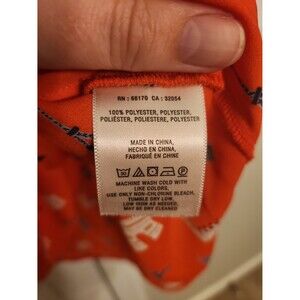 RN : 66170 CA : 32054
100% POLYESTER, POLYESTER,
POLIÉSTER, POLIESTERE, POLYESTER
MADE IN CHINA,
HECHO EN CHINA,
FABRIQUÉ EN CHINE
MACHINE WASH COLD WITH
LIKE COLORS,
USE ONLY NON-CHLORINE BLEACH,
TUMBLE DRY LOW,
LOW IRON AS NEEDED,
MAY BE DRY CLEANED